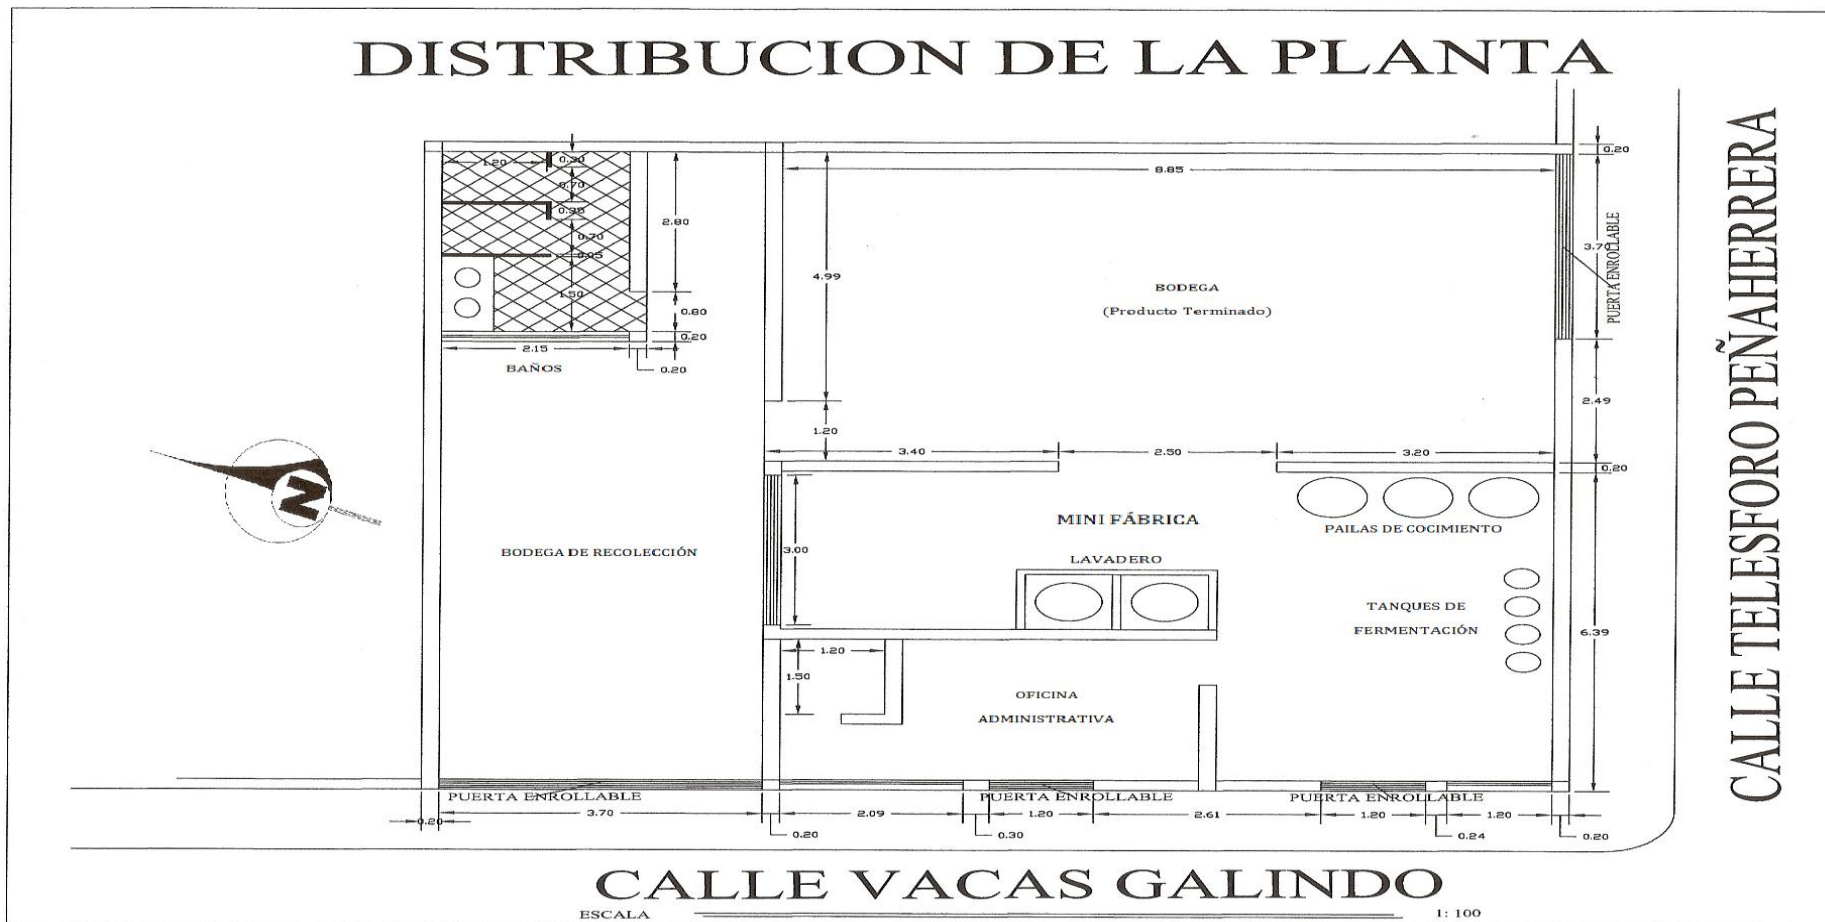 DISTRIBUCION DE LA PLANTA
0.20
1.20
0.30
8.85
0.70
0.35
2.80
0.70
3.70
PUERTA ENROLLABLE
0.05
4.99
BODEGA
(Producto Terminado)
1.50
0.80
0.20
2.15
0.20
BAÑOS
2.49
1.20
3.40
2.50
3.20
0.20
N
MINI FÁBRICA
PAILAS DE COCIMIENTO
BODEGA DE RECOLECCIÓN
3.00
LAVADERO
TANQUES DE
FERMENTACIÓN
6.39
1.20
1.50
OFICINA
ADMINISTRATIVA
PUERTA ENROLLABLE
PUERTA ENROLLABLE
PUERTA ENROLLABLE
0.20
3.70
0.20
2.09
0.30
1.20
2.61
1.20
0.24
1.20
0.20
CALLE TELESFORO PEÑAHERRERA
CALLE VACAS GALINDO
ESCALA
1: 100